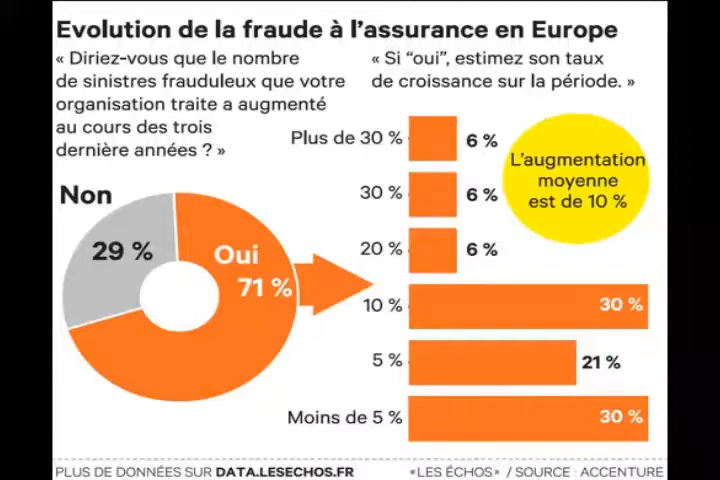 Evolution de la fraude à l'assurance en Europe
« Diriez-vous que le nombre
de sinistres frauduleux que votre
organisation traite a augmenté
au cours des trois
dernière années ? »
Non
29 %
Oui
71 %
« Si “oui”, estimez son taux
de croissance sur la période. »
Plus de 30 % 6 %
30 % 6 %
20 % 6 %
10 % 30 %
5 % 21 %
Moins de 5 % 30 %
L'augmentation
moyenne
est de 10 %
PLUS DE DONNÉES SUR DATA.LESECHOS.FR
«LES ÉCHOS» / SOURCE : ACCENTURE